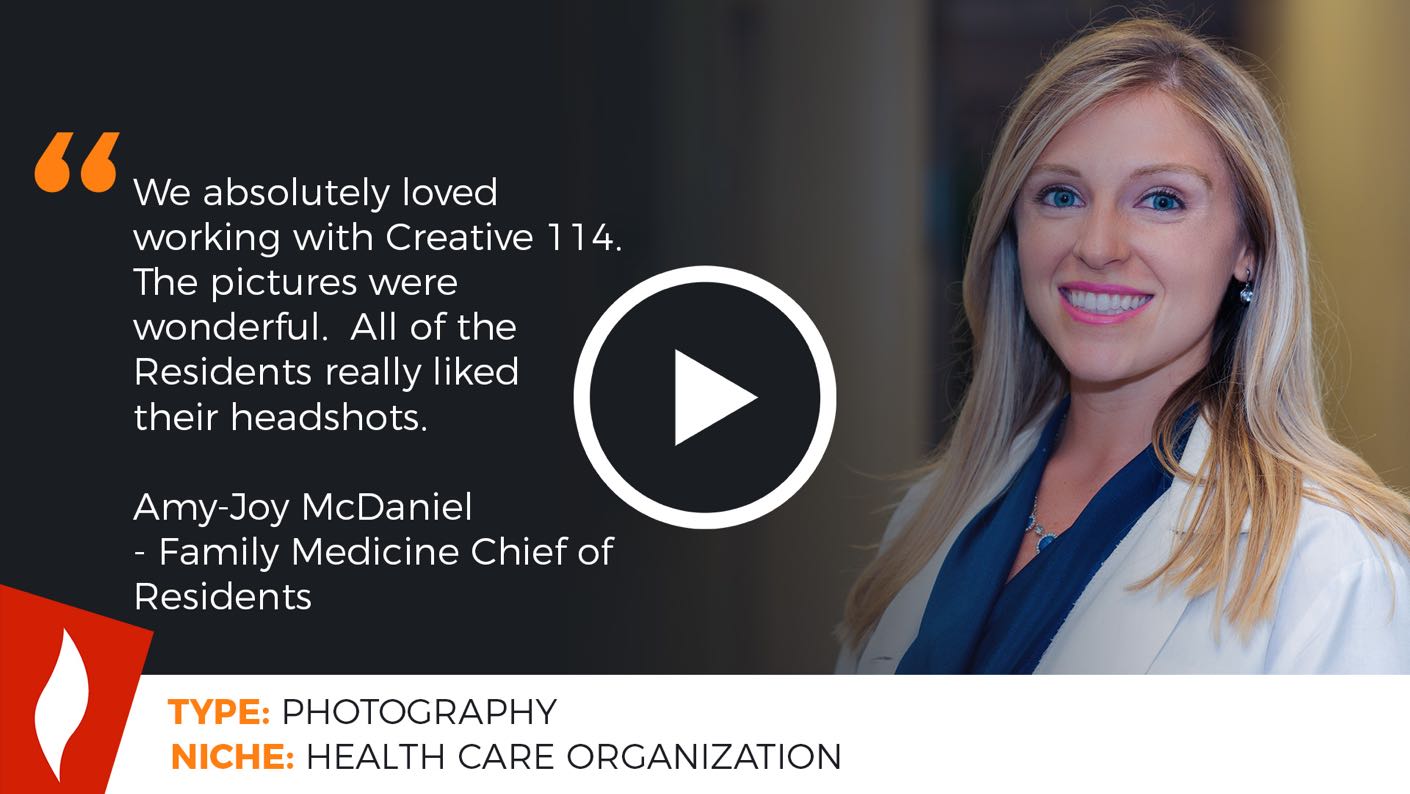 “
We absolutely loved
working with Creative 114.
The pictures were
wonderful.  All of the
Residents really liked
their headshots.
Amy-Joy McDaniel
- Family Medicine Chief of
Residents
TYPE: PHOTOGRAPHY
NICHE: HEALTH CARE ORGANIZATION